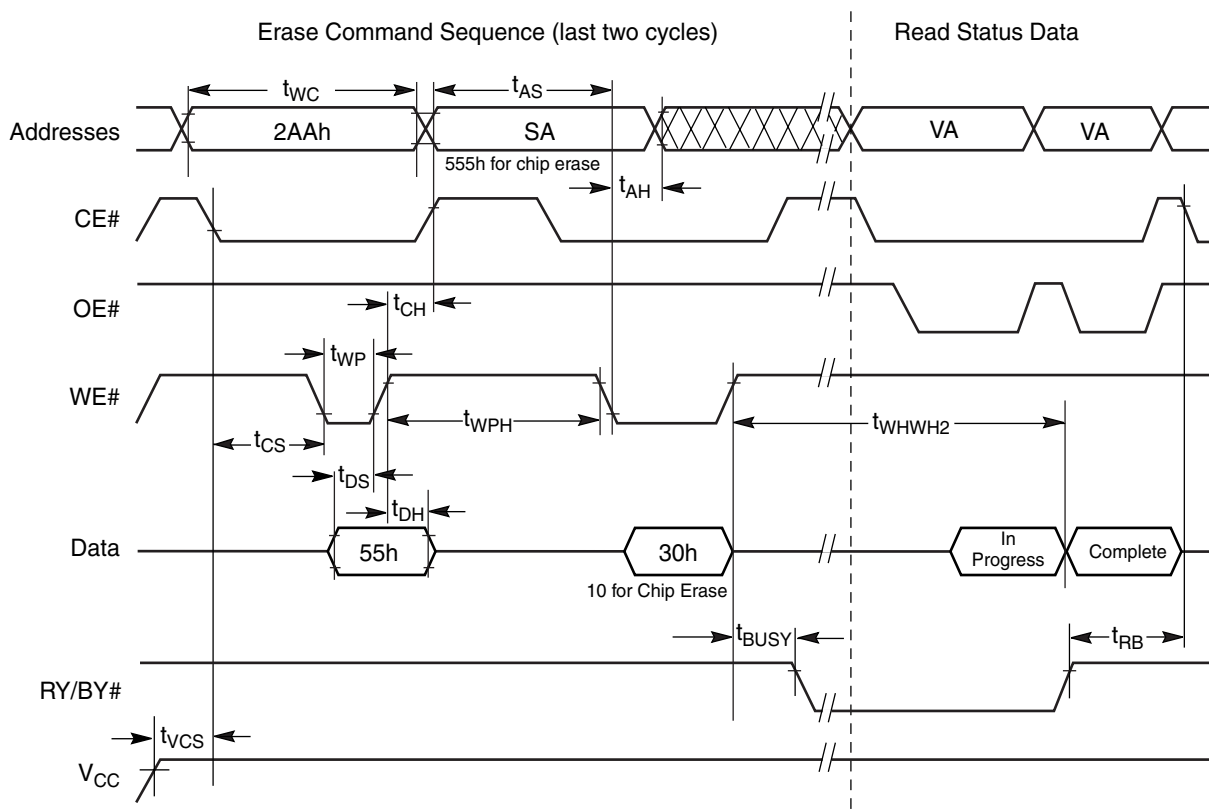 Erase Command Sequence (last two cycles)
Read Status Data
tWC
tAS
Addresses
2AAh
SA
VA
VA
555h for chip erase
tAH
CE#
OE#
tCH
tWP
WE#
tWPH
tWHWH2
tCS
tDS
tDH
Data
55h
30h
In
Progress
Complete
10 for Chip Erase
tBUSY
tRB
RY/BY#
tVCS
VCC